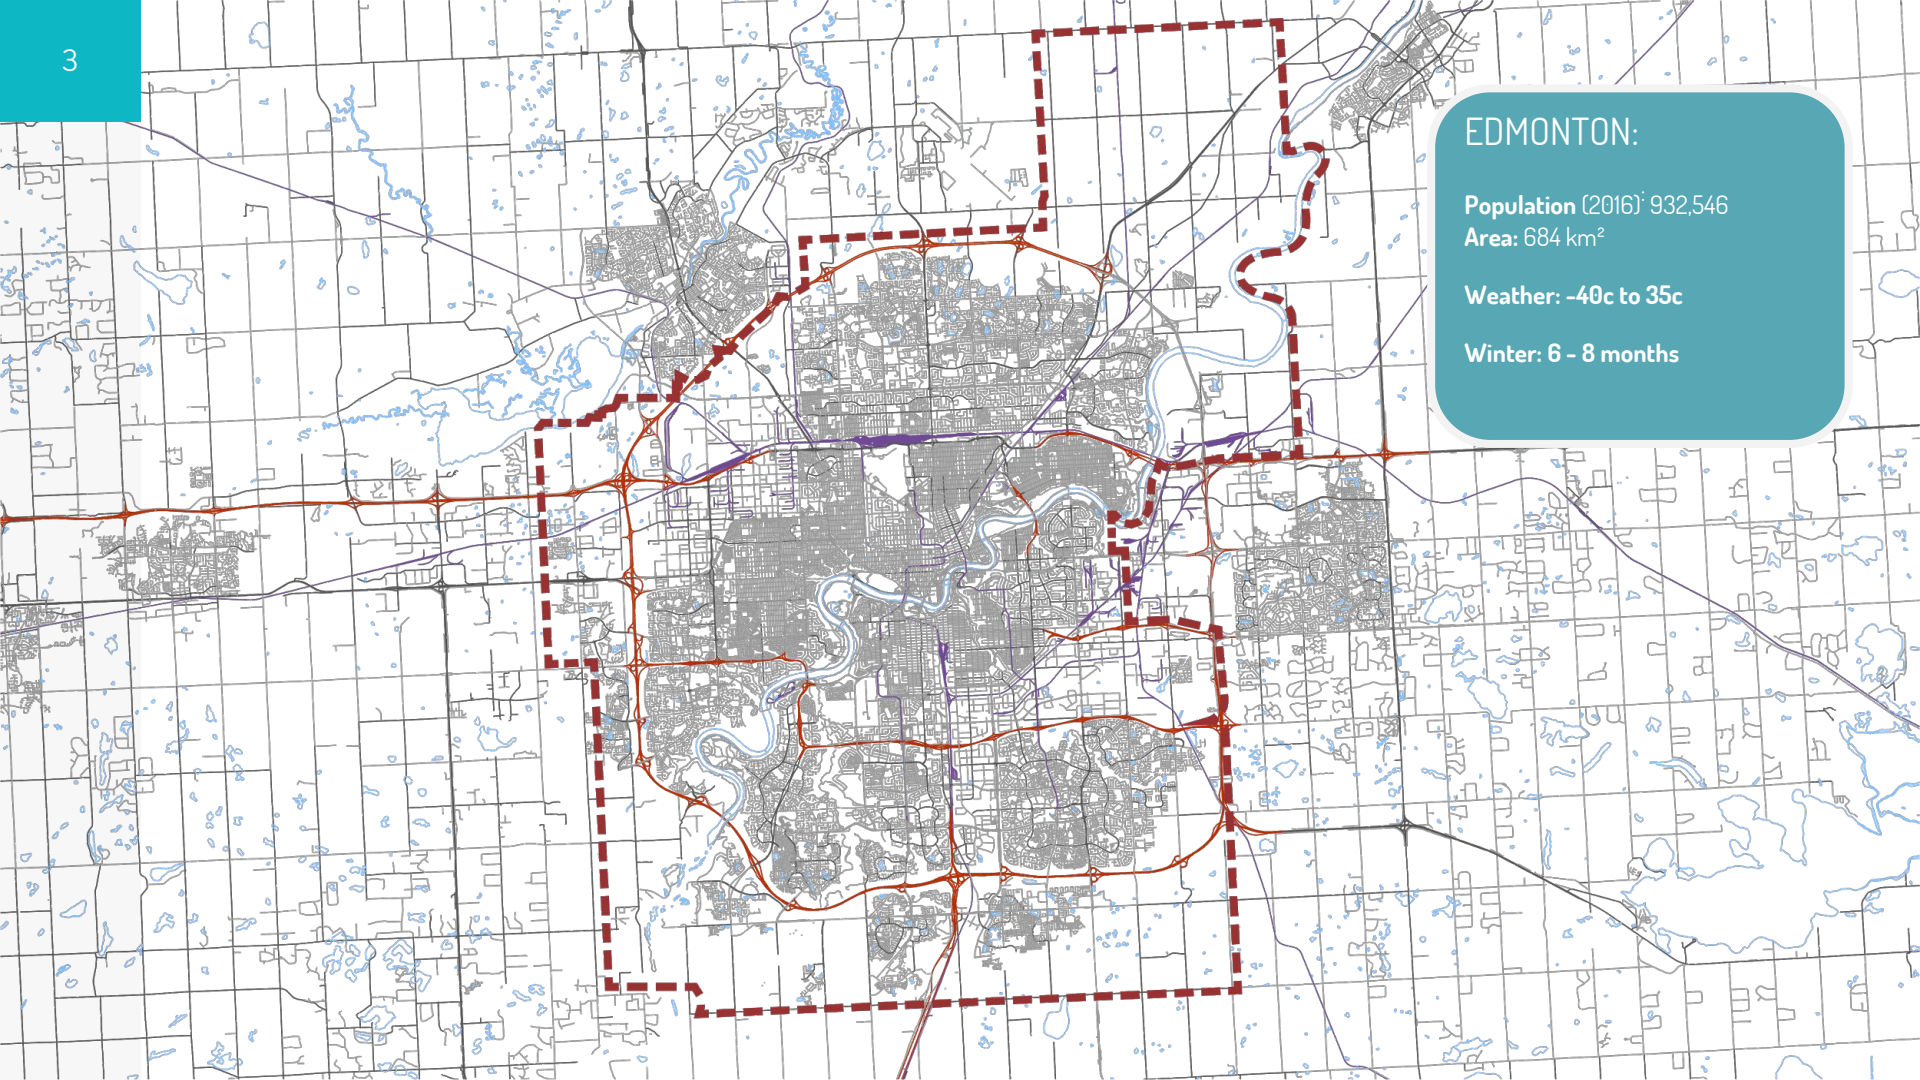 3
EDMONTON:
Population (2016): 932,546
Area: 684 km²
Weather: -40c to 35c
Winter: 6 - 8 months